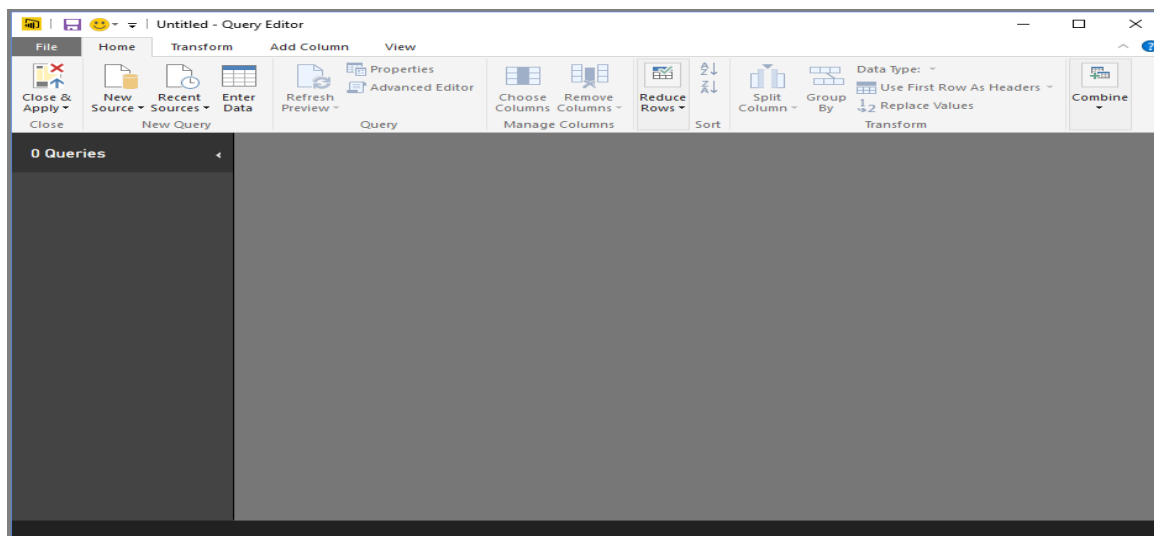 Untitled - Query Editor
File Home Transform Add Column View
Close & Apply
New Source
Recent Sources
Enter Data
Refresh Preview
Properties
Advanced Editor
Choose Columns
Remove Columns
Reduce Rows
A Z
Z A
Split Column
Group By
Data Type:
Use First Row As Headers
1 2 Replace Values
Combine
Close New Query Query Manage Columns Sort Transform
0 Queries